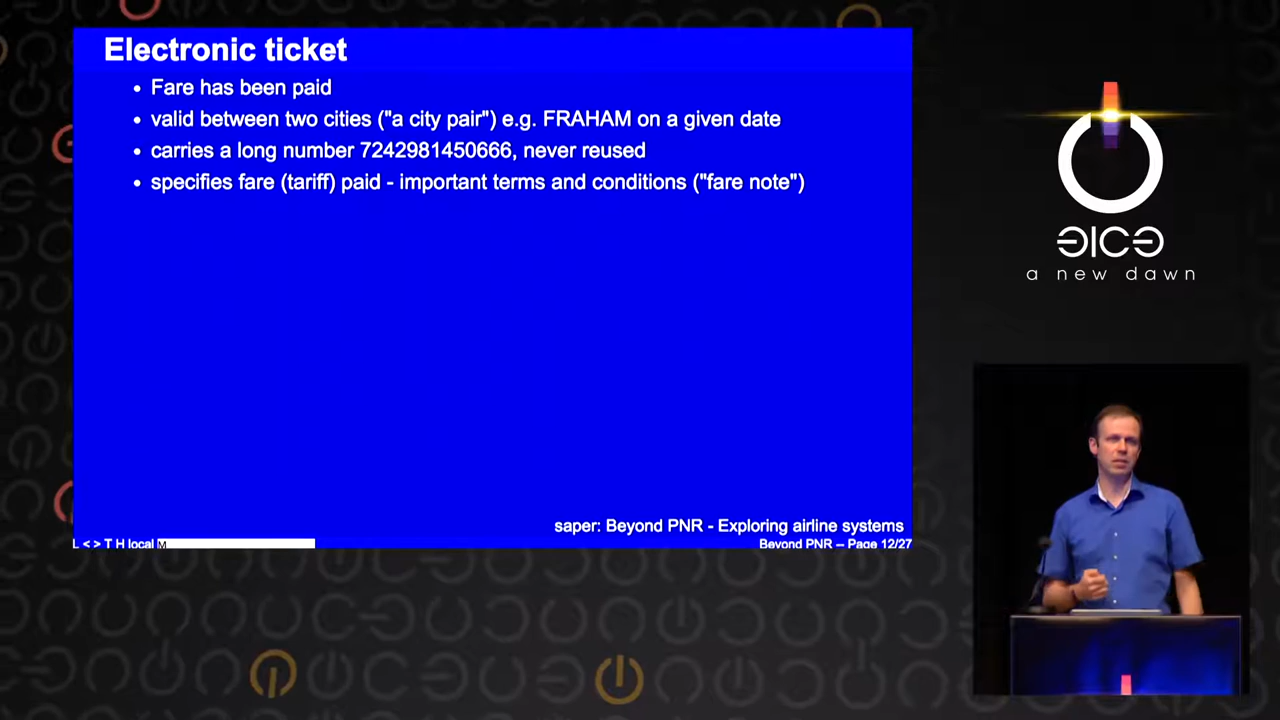 Electronic ticket
• Fare has been paid
• valid between two cities ("a city pair") e.g. FRAHAM on a given date
• carries a long number 7242981450666, never reused
• specifies fare (tariff) paid - important terms and conditions ("fare note")
saper: Beyond PNR - Exploring airline systems
L < > T H local M
Beyond PNR -- Page 12/27
a new dawn